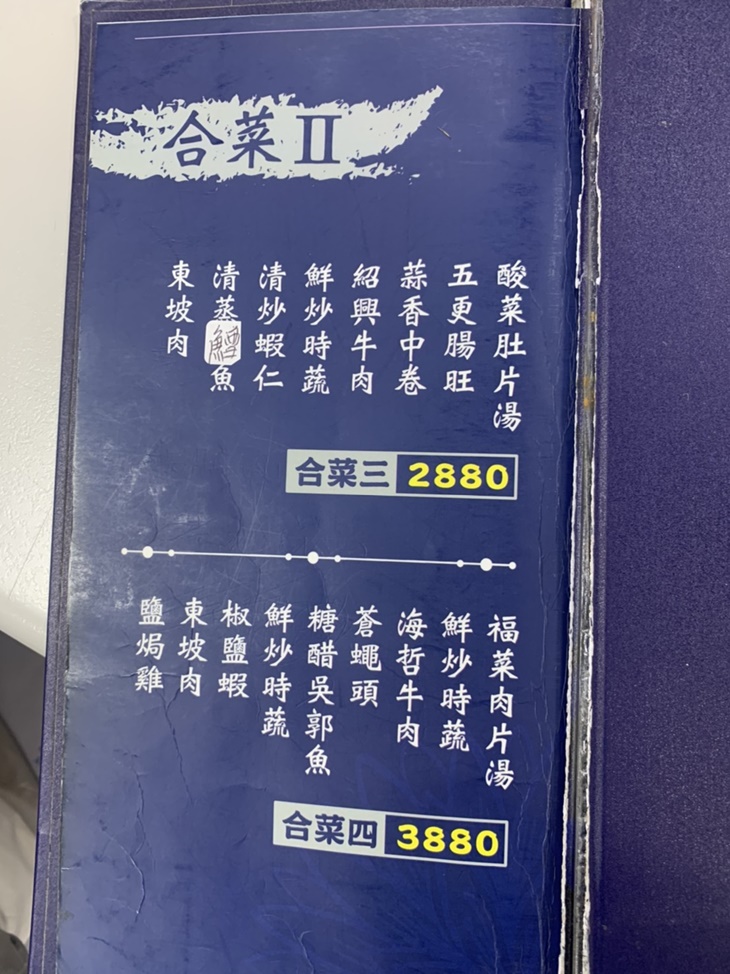 合菜II
酸菜肚片湯
五更腸旺
蒜香中卷
紹興牛肉
鮮炒時蔬
清炒蝦仁
清蒸魚
東坡肉
合菜三 2880
福菜肉片湯
鮮炒時蔬
海哲牛肉
蒼蠅頭
糖醋吳郭魚
鮮炒時蔬
椒鹽蝦
東坡肉
鹽焗雞
合菜四 3880